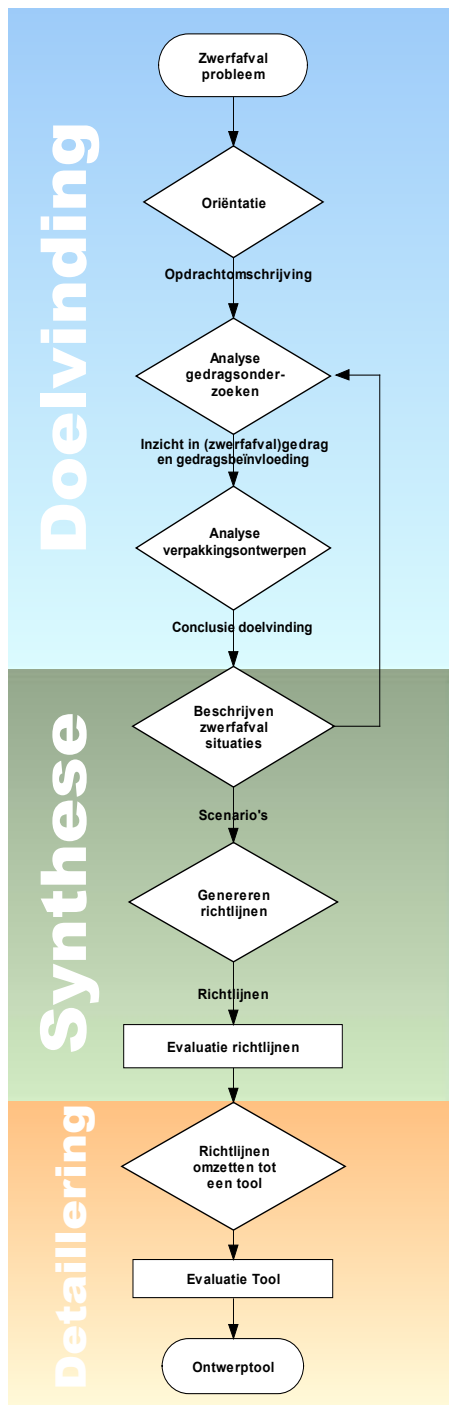 Doelvinding
Zwerfafval
probleem
Oriëntatie
Opdrachtomschrijving
Analyse
gedragsonder-
zoeken
Inzicht in (zwerfafval)gedrag
en gedragsbeïnvloeding
Analyse
verpakkingsontwerpen
Conclusie doelvinding
Synthese
Beschrijven
zwerfafval
situaties
Scenario's
Genereren
richtlijnen
Richtlijnen
Evaluatie richtlijnen
Detaillering
Richtlijnen
omzetten tot
een tool
Evaluatie Tool
Ontwerptool